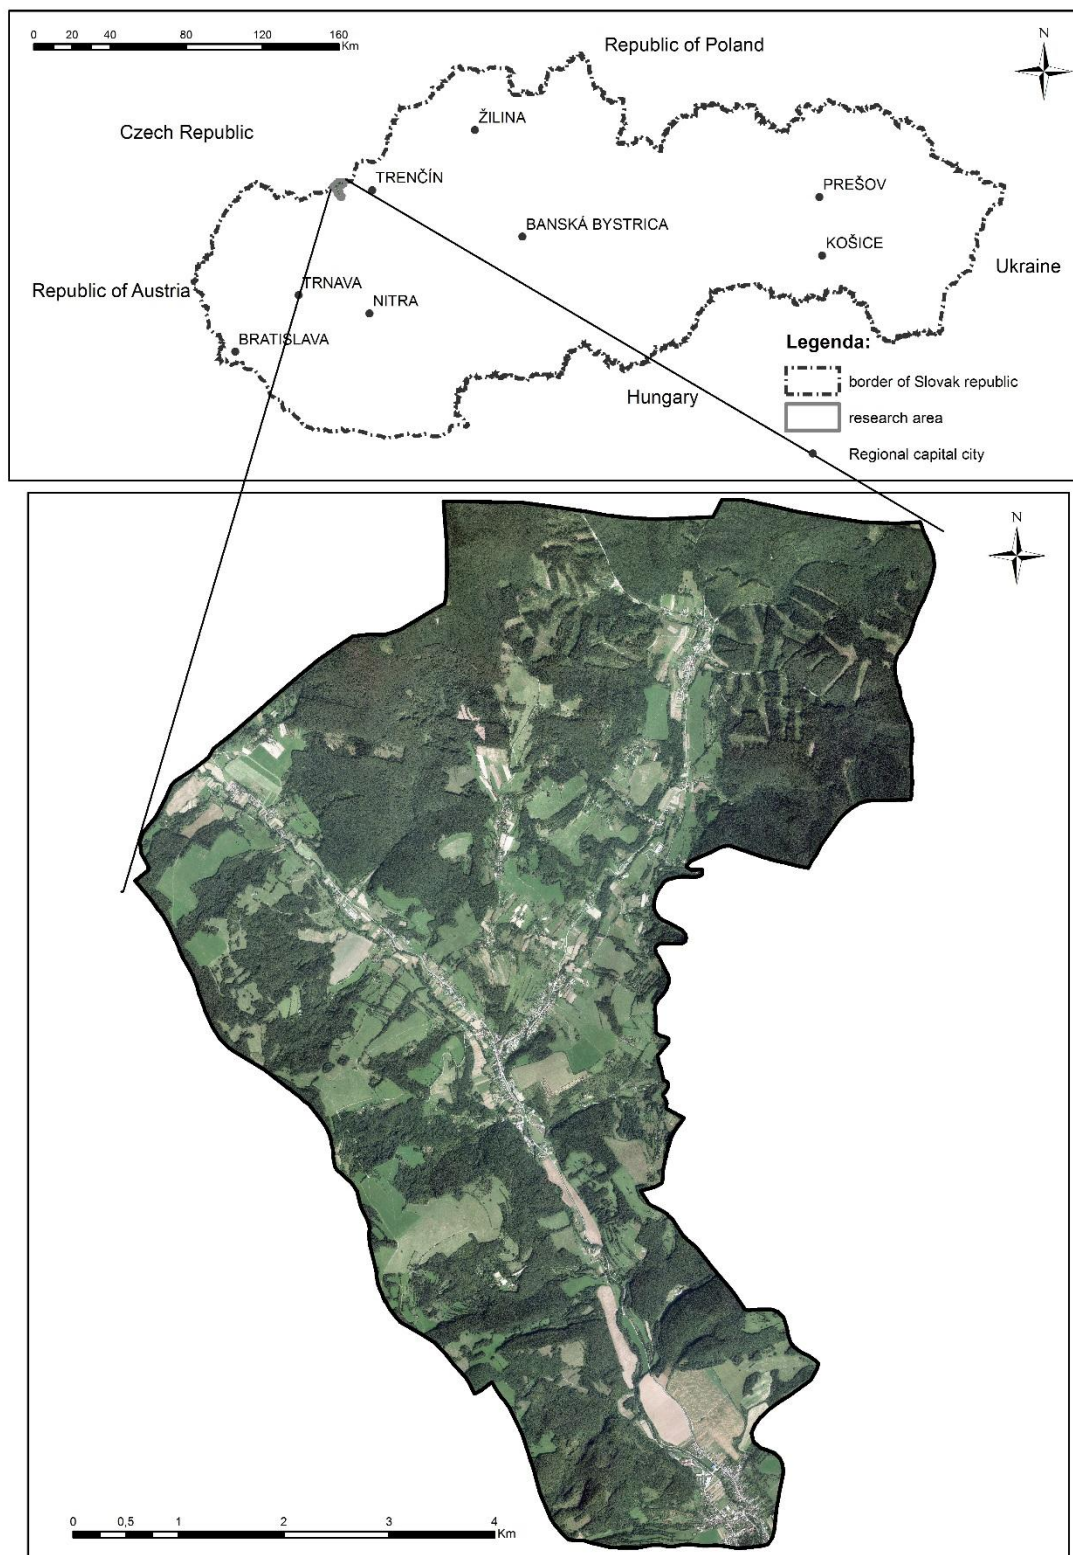 0 20 40 80 120 160
Km
Republic of Poland
N
Czech Republic
ŽILINA
TRENČÍN
PREŠOV
BANSKÁ BYSTRICA
KOŠICE
Ukraine
Republic of Austria
TRNAVA
NITRA
BRATISLAVA
Hungary
Legenda:
border of Slovak republic
research area
Regional capital city
N
0 0,5 1 2 3 4
Km